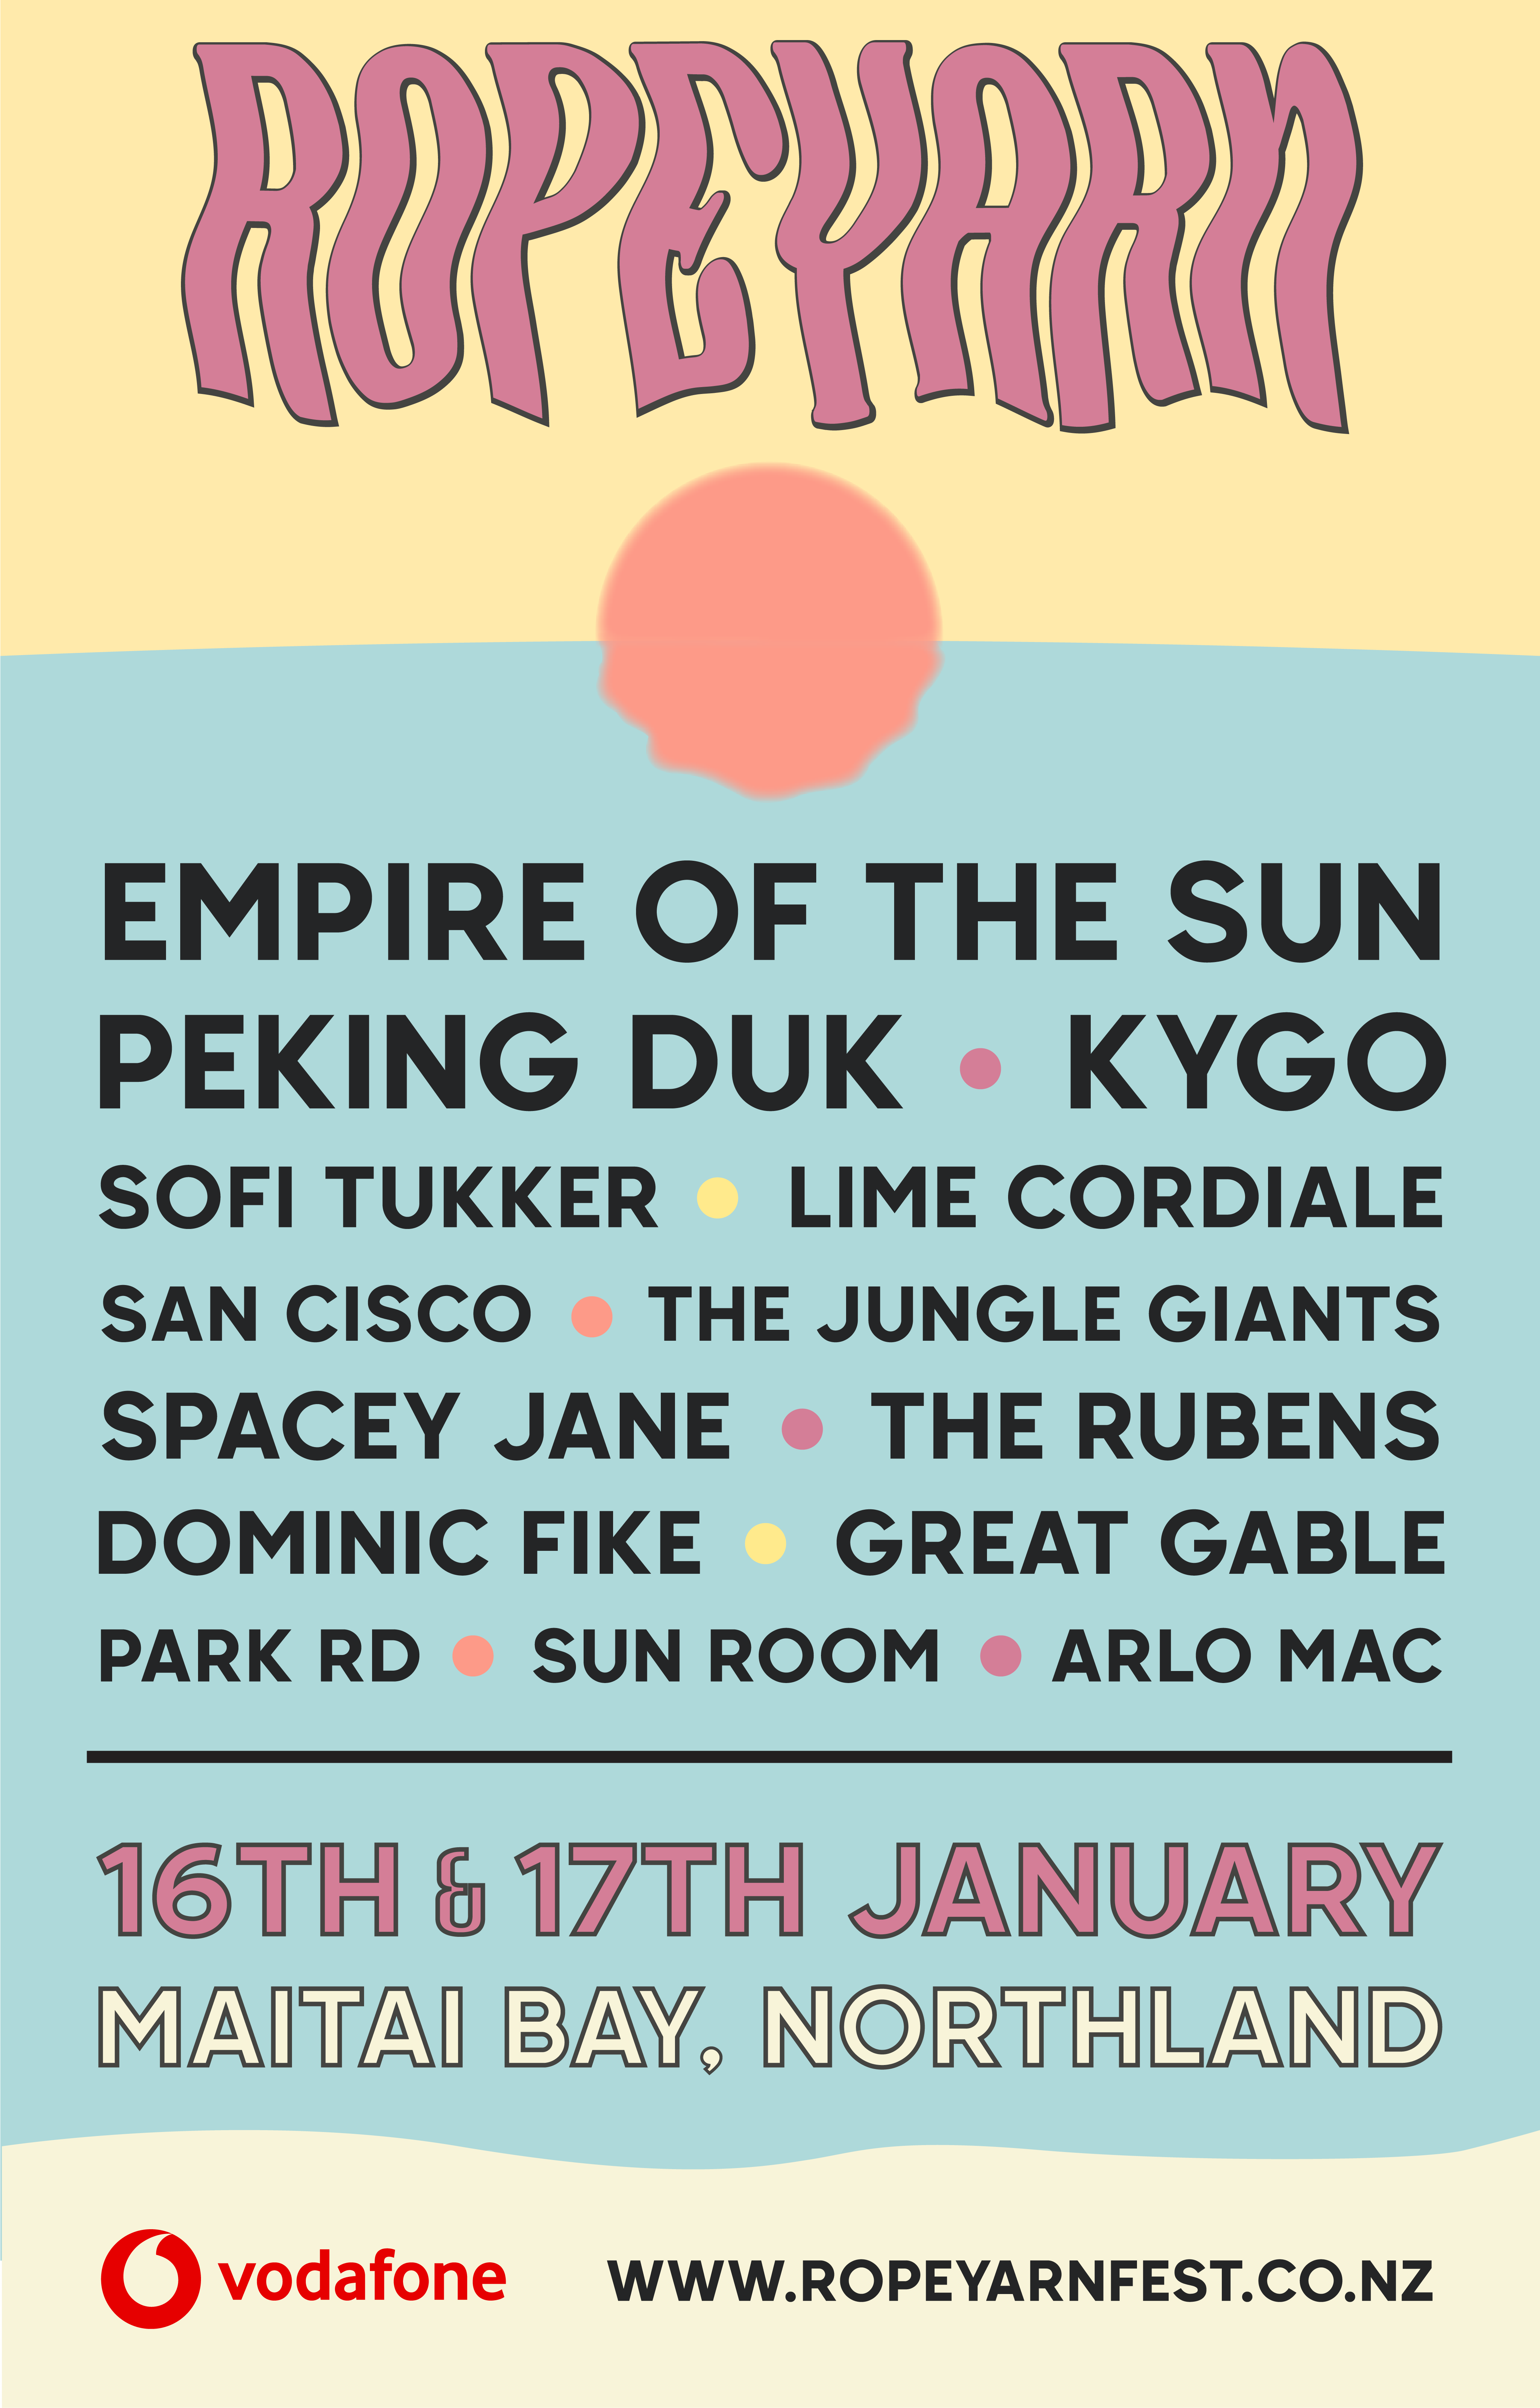 ROPEYARN
EMPIRE OF THE SUN
PEKING DUK • KYGO
SOFI TUKKER • LIME CORDIALE
SAN CISCO • THE JUNGLE GIANTS
SPACEY JANE • THE RUBENS
DOMINIC FIKE • GREAT GABLE
PARK RD • SUN ROOM • ARLO MAC
16TH & 17TH JANUARY
MAITAI BAY, NORTHLAND
vodafone WWW.ROPEYARNFEST.CO.NZ